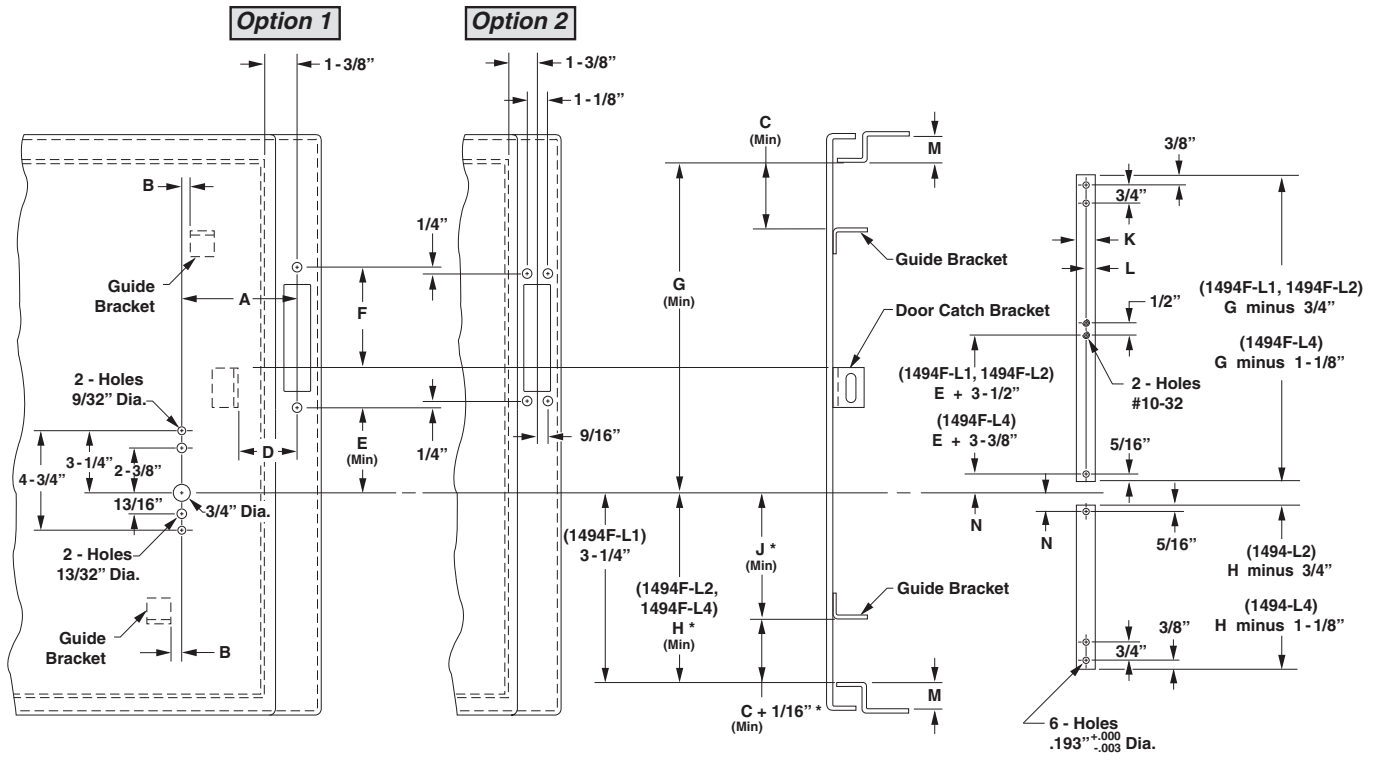 Option 1
Option 2
1-3/8”
1-3/8”
1-1/8”
B
Guide
Bracket
A
F
2 - Holes
9/32” Dia.
4-3/4”
3-1/4”
2-3/8”
13/16”
D
E
(Min)
3/4” Dia.
2 - Holes
13/32” Dia.
Guide
Bracket
B
1/4”
1/4”
9/16”
(1494F-L1)
3-1/4”
G
(Min)
(1494F-L2,
1494F-L4)
H *
(Min)
C
(Min)
M
Guide Bracket
Door Catch Bracket
J *
(Min)
Guide Bracket
C + 1/16” *
(Min)
M
(1494F-L1, 1494F-L2)
E + 3-1/2”
(1494F-L4)
E + 3-3/8”
N
N
3/8”
3/4”
K
L
1/2”
(1494F-L1, 1494F-L2)
G minus 3/4”
(1494F-L4)
G minus 1-1/8”
2 - Holes
#10-32
5/16”
5/16”
(1494-L2)
H minus 3/4”
(1494-L4)
H minus 1-1/8”
3/8”
3/4”
6 - Holes
.193” +.000 -.003 Dia.